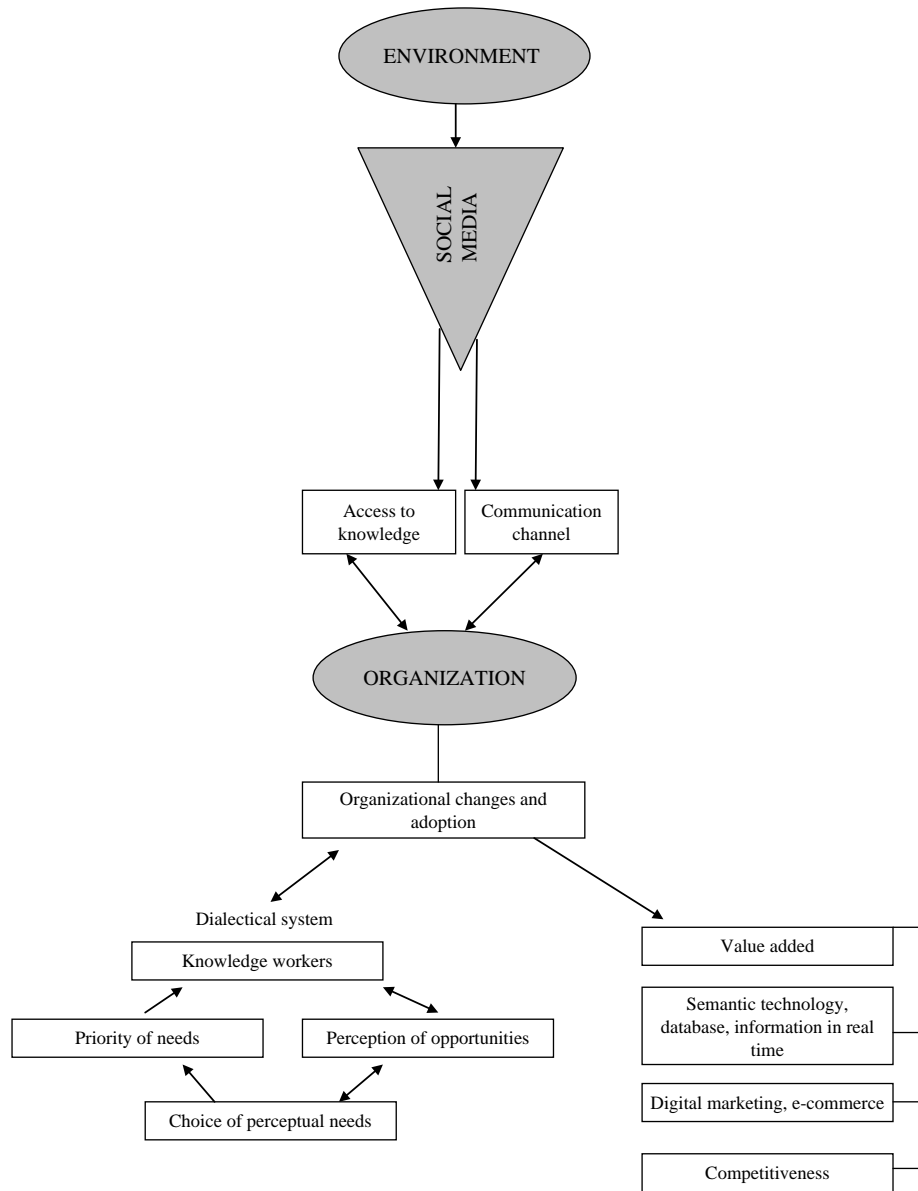 ENVIRONMENT
SOCIAL
MEDIA
Access to
knowledge
Communication
channel
ORGANIZATION
Organizational changes and
adoption
Dialectical system
Knowledge workers
Priority of needs
Perception of opportunities
Choice of perceptual needs
Value added
Semantic technology,
database, information in real
time
Digital marketing, e-commerce
Competitiveness